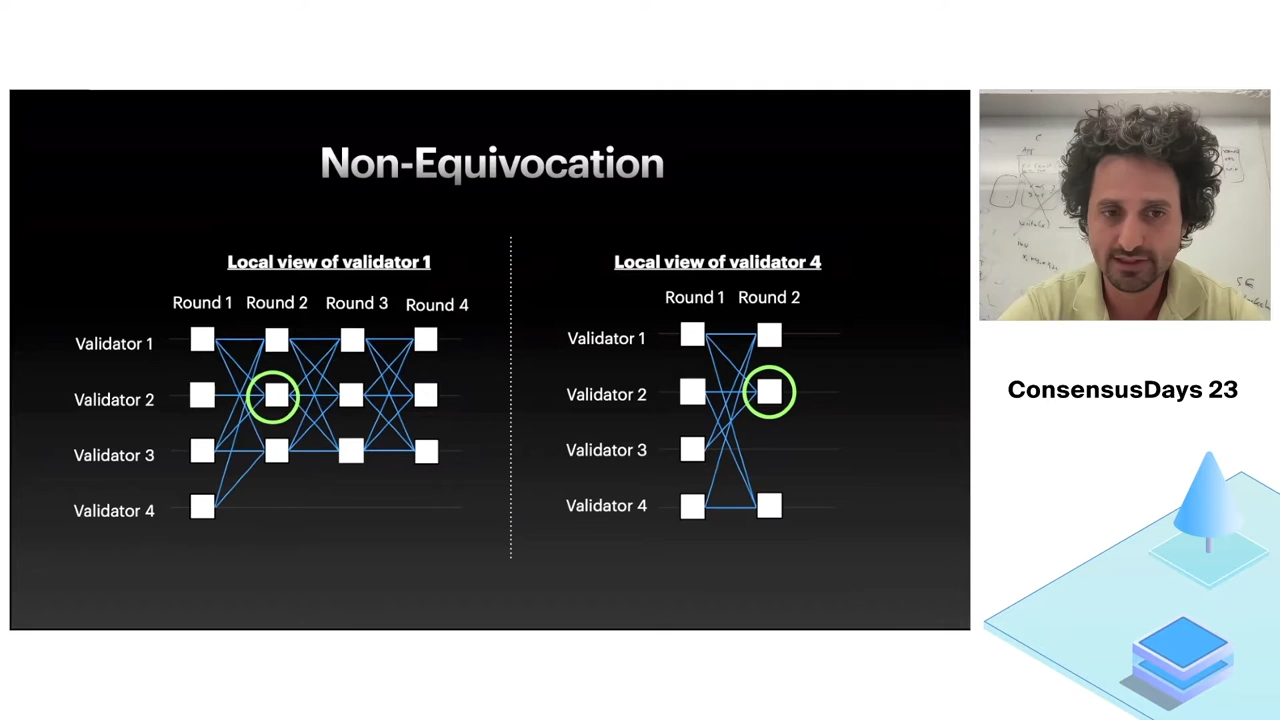 Non-Equivocation
Local view of validator 1
Round 1 Round 2 Round 3 Round 4
Validator 1
Validator 2
Validator 3
Validator 4
Local view of validator 4
Round 1 Round 2
Validator 1
Validator 2
Validator 3
Validator 4
App
ConsensusDays 23